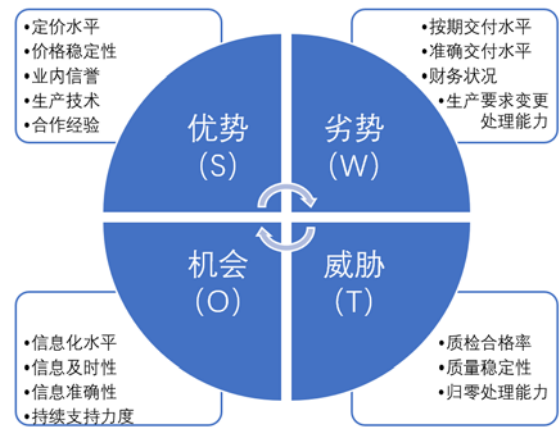 •定价水平
•价格稳定性
•业内信誉
•生产技术
•合作经验
•按期交付水平
•准确交付水平
•财务状况
•生产要求变更
处理能力
优势
(S)
劣势
(W)
机会
(O)
威胁
(T)
•信息化水平
•信息及时性
•信息准确性
•持续支持力度
•质检合格率
•质量稳定性
•归零处理能力